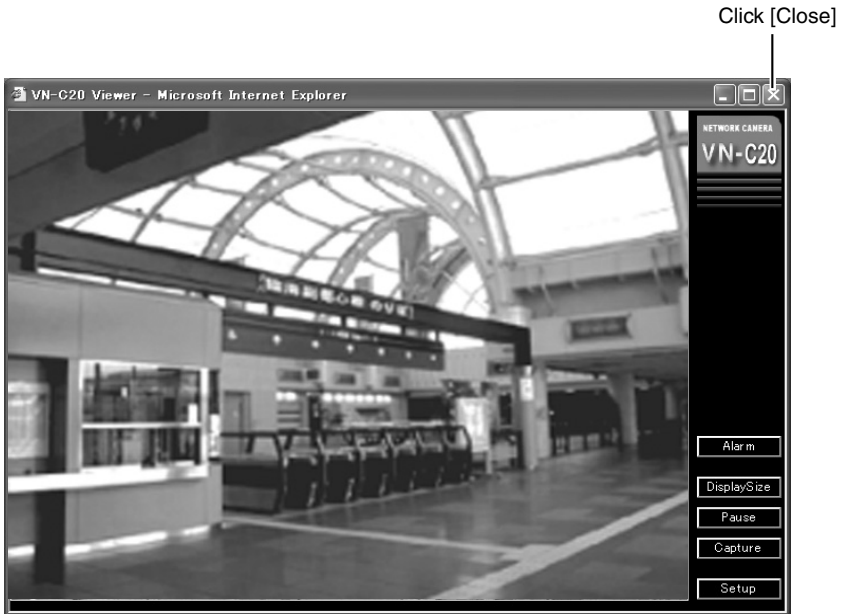 Click [Close]
VN-C20 Viewer - Microsoft Internet Explorer
NETWORK CAMERA
VN-C20
Alarm
DisplaySize
Pause
Capture
Setup